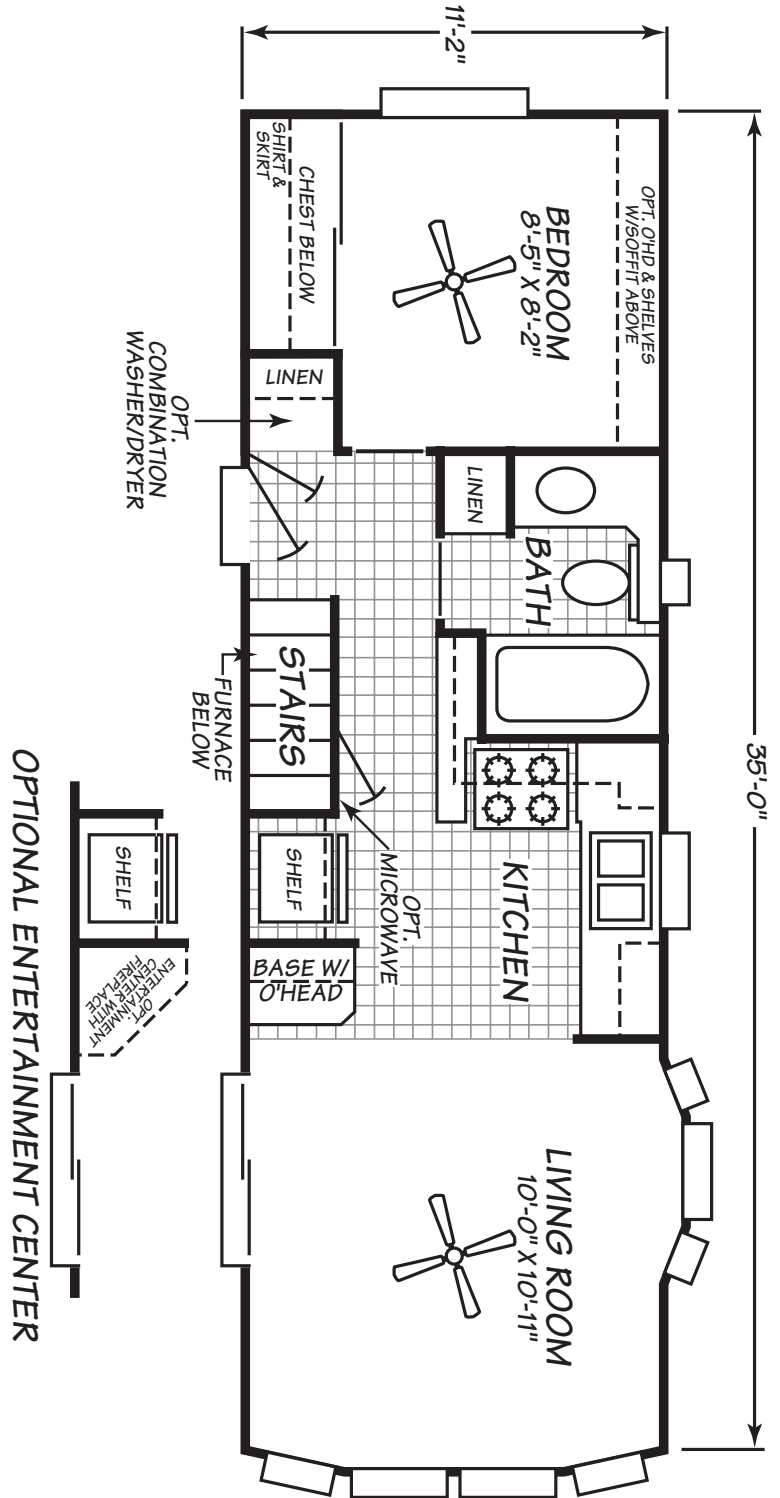 35'-0"
11'-2"
OPT. O'HD & SHELVES
W/SOFFIT ABOVE
BEDROOM
8'-5" X 8'-2"
CHEST BELOW
SHIRT &
SKIRT
LINEN
OPT.
COMBINATION
WASHER/DRYER
LINEN
BATH
STAIRS
FURNACE
BELOW
KITCHEN
OPT.
MICROWAVE
SHELF
BASE W/
O'HEAD
LIVING ROOM
10'-0" X 10'-11"
SHELF
OPT.
ENTERTAINMENT
CENTER WITH
FIREPLACE
OPTIONAL ENTERTAINMENT CENTER